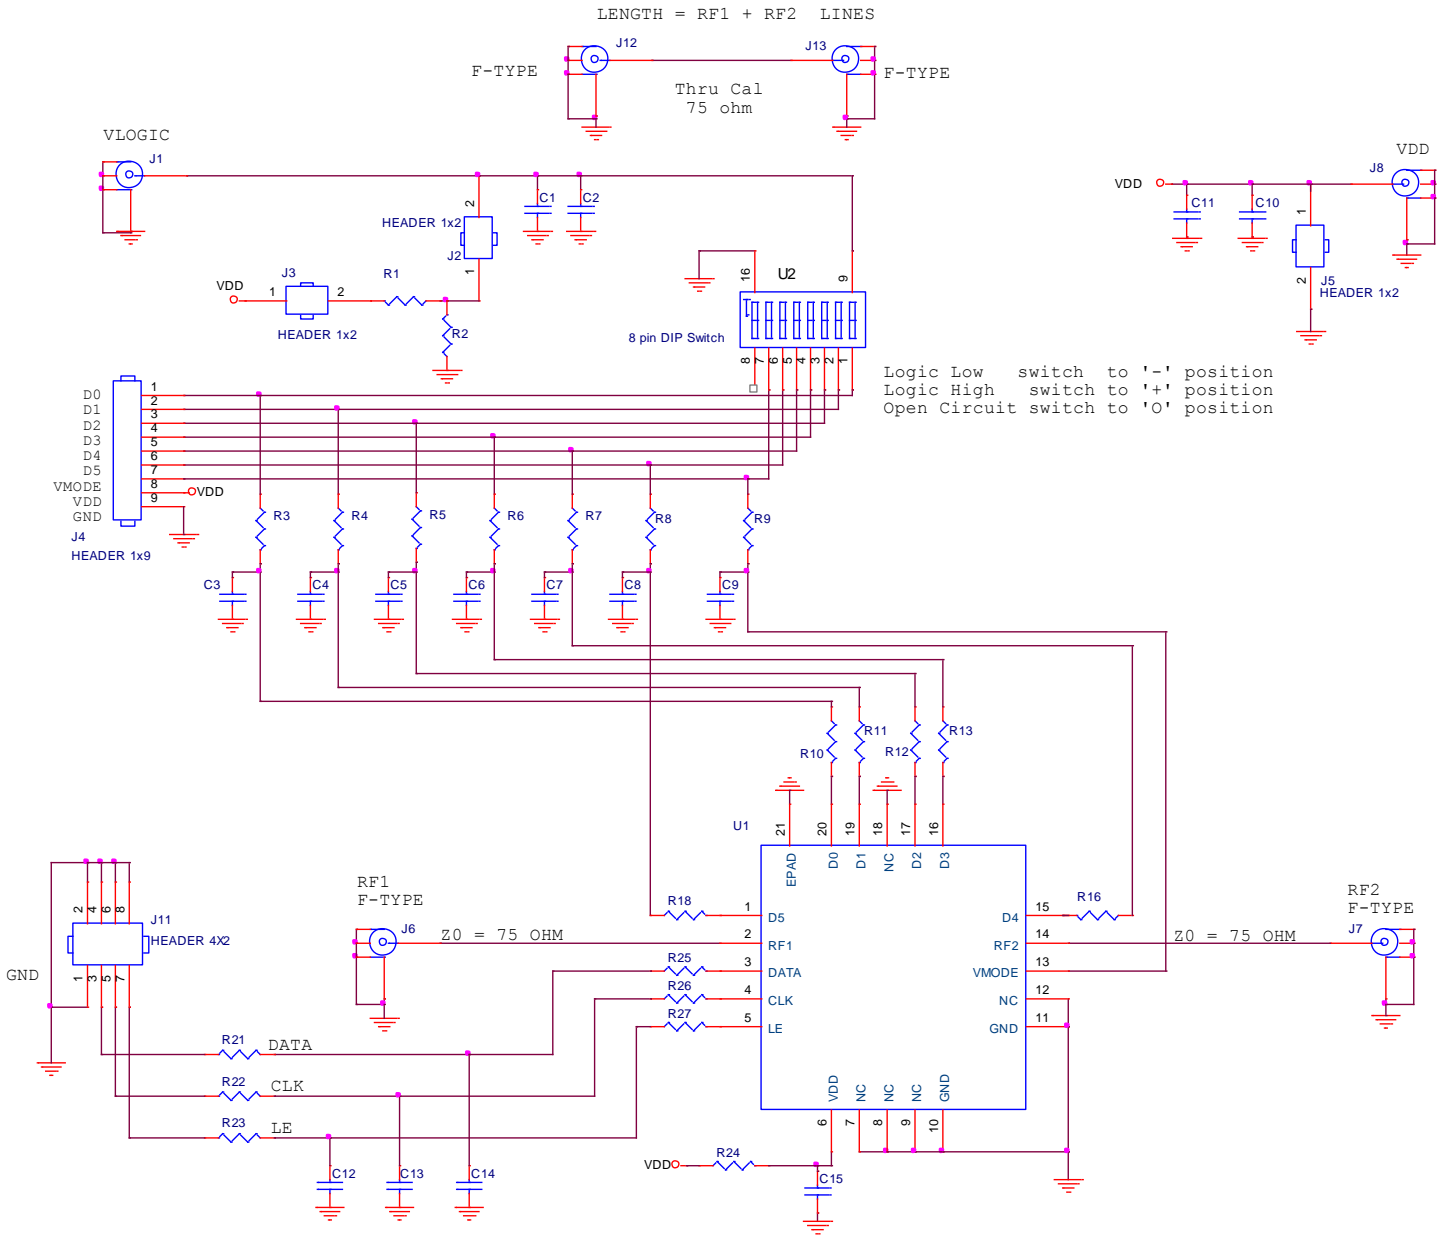 LENGTH = RF1 + RF2 LINES
J12
J13
F-TYPE
F-TYPE
Thru Cal
75 ohm
VLOGIC
J1
VDD
J8
VDD
C11
C10
1
2
J5
HEADER 1x2
2
HEADER 1x2
J2
1
C1
C2
J3
VDD
1
2
HEADER 1x2
R1
R2
16
U2
9
8 pin DIP Switch
8
7
6
5
4
3
2
1
Logic Low switch to '-' position
Logic High switch to '+' position
Open Circuit switch to 'O' position
D0
D1
D2
D3
D4
D5
VMODE
VDD
GND
1
2
3
4
5
6
7
8
9
VDD
J4
HEADER 1x9
R3
R4
R5
R6
R7
R8
R9
C3
C4
C5
C6
C7
C8
C9
R10
R11
R12
R13
U1
21
20
19
18
17
16
EPAD
D0
D1
NC
D2
D3
R18
1
D5
2
RF1
R25
3
DATA
R26
4
CLK
R27
5
LE
15
D4
R16
14
RF2
13
VMODE
12
NC
11
GND
VDD
NC
NC
NC
GND
6
7
8
9
10
RF1
F-TYPE
J6
Z0 = 75 OHM
RF2
F-TYPE
J7
Z0 = 75 OHM
2
4
6
8
J11
HEADER 4X2
GND
1
3
5
7
R21
DATA
R22
CLK
R23
LE
C12
C13
C14
VDD
R24
C15